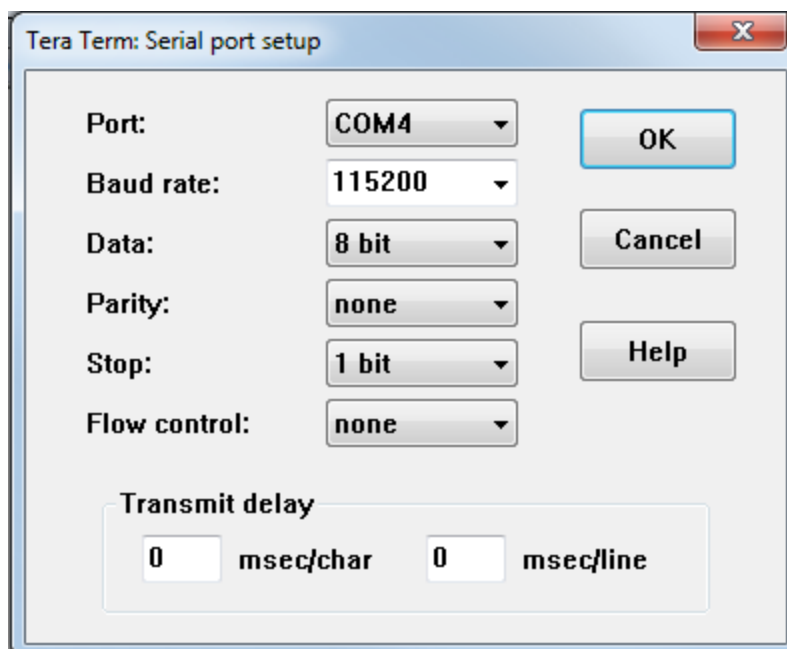 Tera Term: Serial port setup
Port: COM4 OK
Baud rate: 115200
Data: 8 bit Cancel
Parity: none
Stop: 1 bit Help
Flow control: none
Transmit delay
0 msec/char 0 msec/line